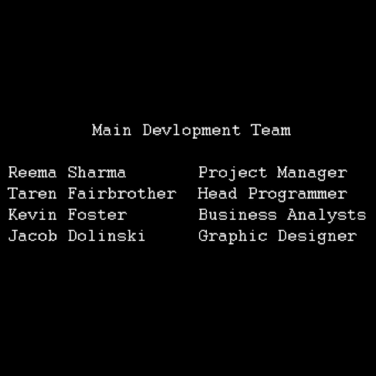 Main Devlopment Team
Reema Sharma Project Manager
Taren Fairbrother Head Programmer
Kevin Foster Business Analysts
Jacob Dolinski Graphic Designer